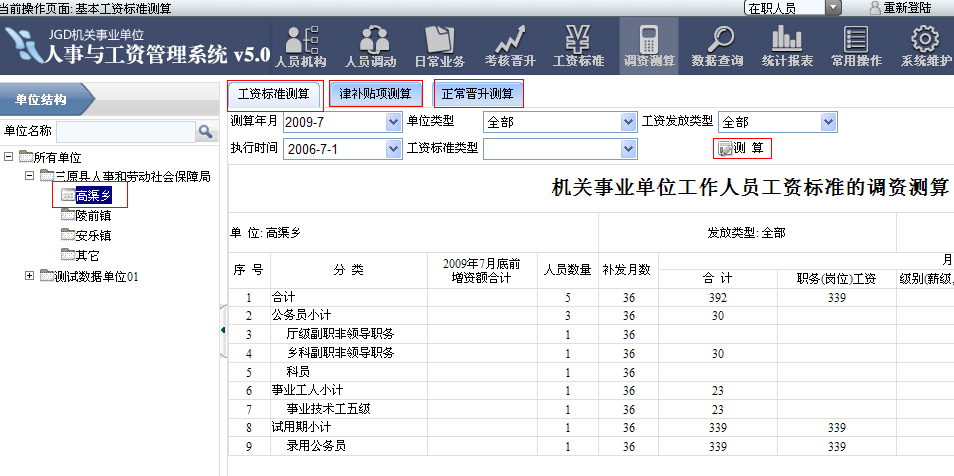 当前操作页面: 基本工资标准测算
在职人员
重新登陆
JGD机关事业单位
人事与工资管理系统 v5.0
人员机构
人员调动
日常业务
考核晋升
工资标准
调资测算
数据查询
统计报表
常用操作
系统维护
单位结构
工资标准测算
津补贴项测算
正常晋升测算
单位名称
测算年月 2009-7 单位类型 全部 工资发放类型 全部
执行时间 2006-7-1 工资标准类型 测 算
所有单位
三原县人事和劳动社会保障局
高渠乡
陵前镇
安乐镇
其它
测试数据单位01
机关事业单位工作人员工资标准的调资测算
单 位: 高渠乡 发放类型: 全部
序 号 分 类 2009年7月底前增资额合计 人员数量 补发月数 月
合 计 职务(岗位)工资 级别(薪级,
1 合计 5 36 392 339
2 公务员小计 3 36 30
3 厅级副职非领导职务 1 36
4 乡科副职非领导职务 1 36 30
5 科员 1 36
6 事业工人小计 1 36 23
7 事业技术工五级 1 36 23
8 试用期小计 1 36 339 339
9 录用公务员 1 36 339 339